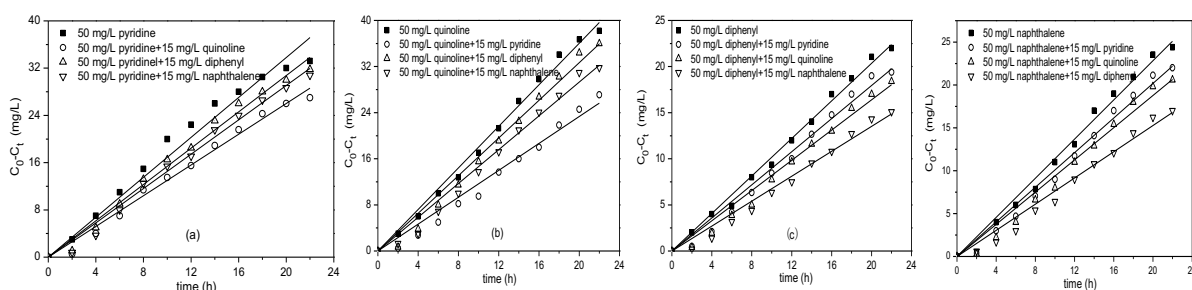 (a)
50 mg/L pyridine
50 mg/L pyridine+15 mg/L quinoline
50 mg/L pyridinel+15 mg/L diphenyl
50 mg/L pyridine+15 mg/L naphthalene
C0-Ct (mg/L)
32
24
16
8
0
0 4 8 12 16 20 24
time (h)
(b)
50 mg/L quinoline
50 mg/L quinoline+15 mg/L pyridine
50 mg/L quinoline+15 mg/L diphenyl
50 mg/L quinoline+15 mg/L naphthalene
C0-Ct (mg/L)
40
32
24
16
8
0
0 4 8 12 16 20 24
time (h)
(c)
50 mg/L diphenyl
50 mg/L diphenyl+15 mg/L pyridine
50 mg/L diphenyl+15 mg/L quinoline
50 mg/L diphenyl+15 mg/L naphthalene
C0-Ct (mg/L)
25
20
15
10
5
0
0 4 8 12 16 20 24
time (h)
50 mg/L naphthalene
50 mg/L naphthalene+15 mg/L pyridine
50 mg/L naphthalene+15 mg/L quinoline
50 mg/L naphthalene+15 mg/L diphenyl
C0-Ct (mg/L)
25
20
15
10
5
0
0 2 4 6 8 10 12 14 16 18 20 22 24
time (h)